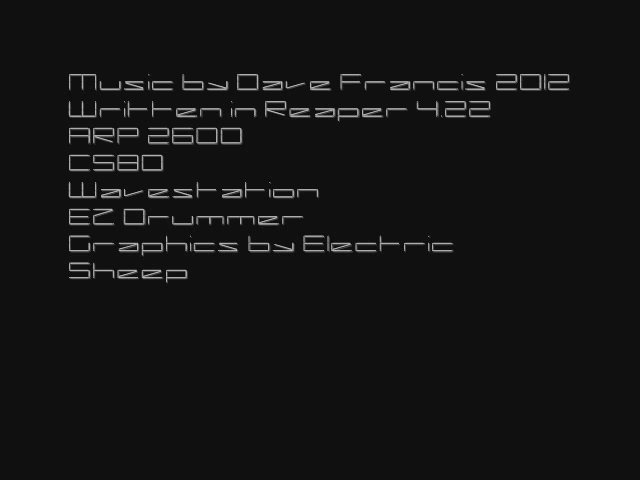 Music by Dave Francis 2012
Written in Reaper 4.22
ARP 2600
CS80
Wavestation
EZ Drummer
Graphics by Electric
Sheep